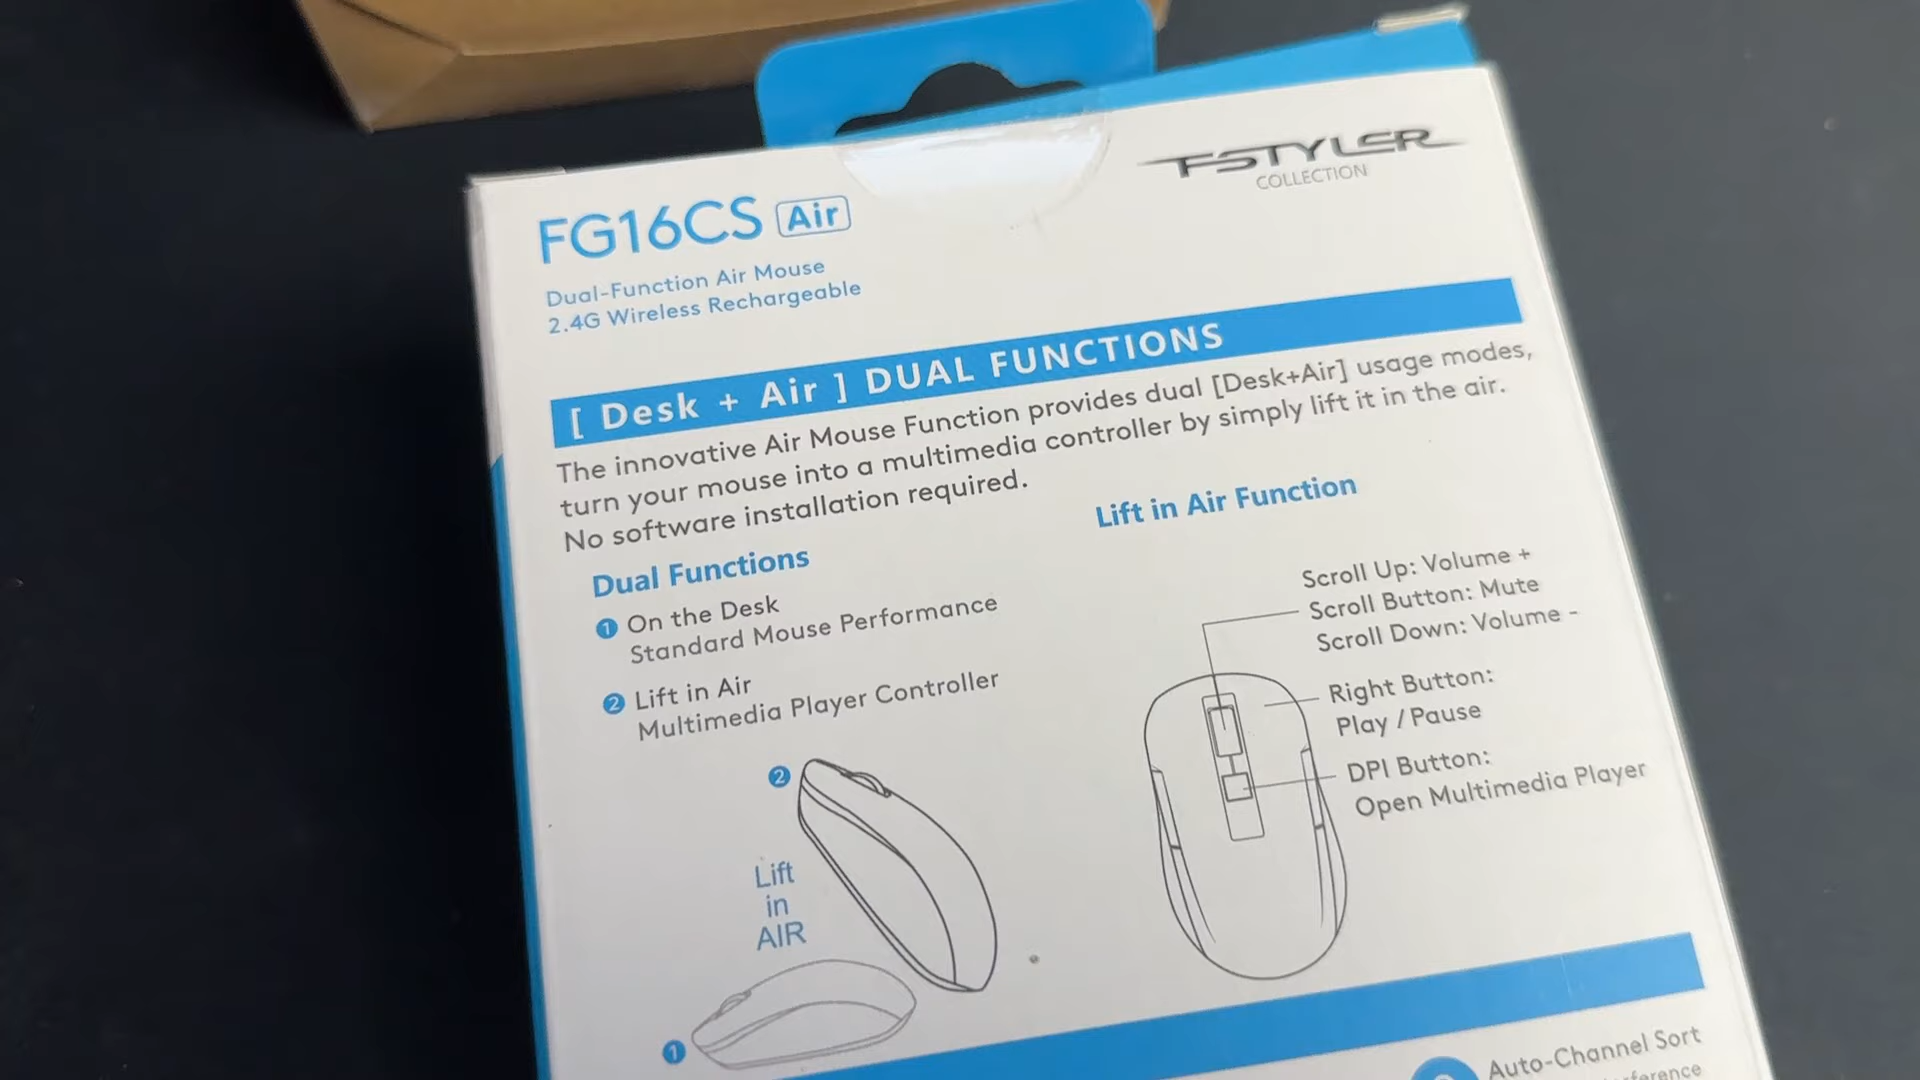 FSTYLER
COLLECTION
FG16CS Air
Dual-Function Air Mouse
2.4G Wireless Rechargeable
[ Desk + Air ] DUAL FUNCTIONS
The innovative Air Mouse Function provides dual [Desk+Air] usage modes,
turn your mouse into a multimedia controller by simply lift it in the air.
No software installation required.
Dual Functions
1 On the Desk
Standard Mouse Performance
2 Lift in Air
Multimedia Player Controller
2
Lift
in
AIR
1
Lift in Air Function
Scroll Up: Volume +
Scroll Button: Mute
Scroll Down: Volume -
Right Button:
Play / Pause
DPI Button:
Open Multimedia Player
Auto-Channel Sort